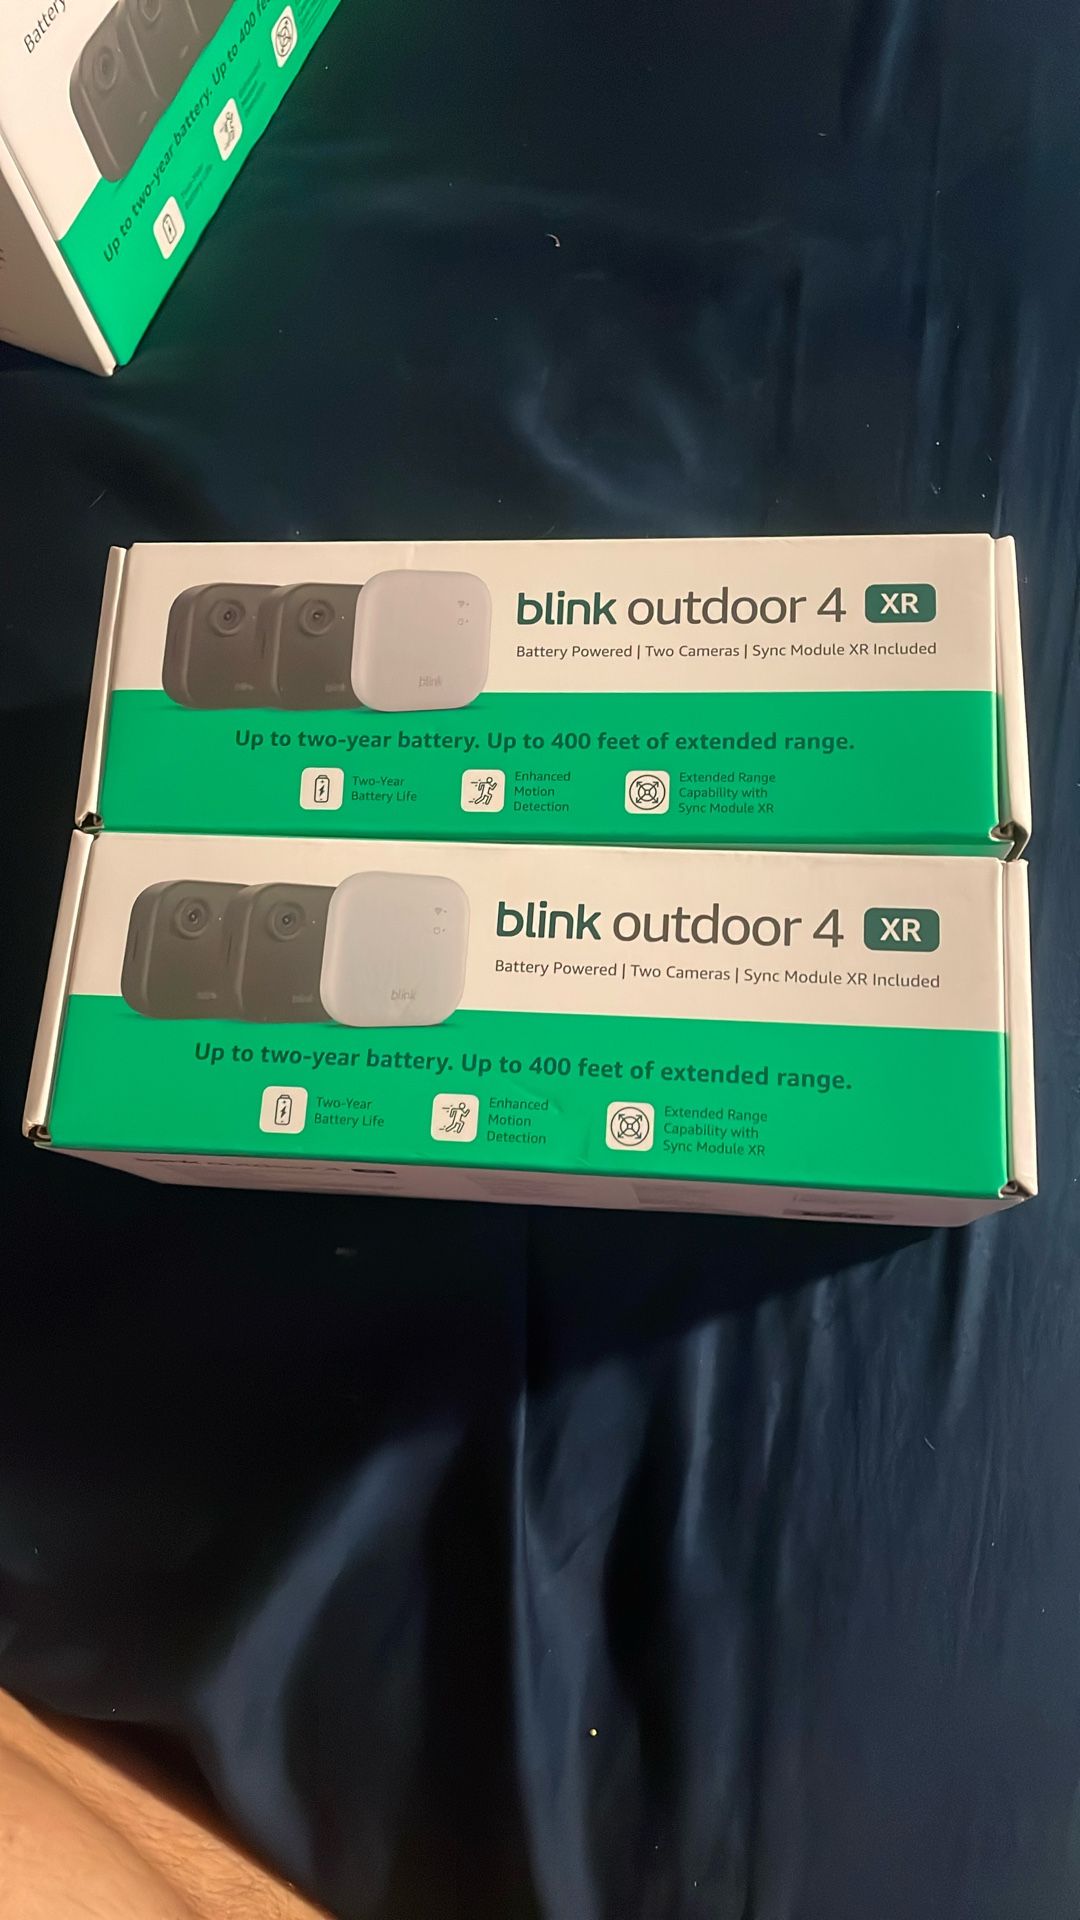 Battery
Up to two-year battery. Up to 400 fe
blink outdoor 4 XR
Battery Powered | Two Cameras | Sync Module XR Included
blink
Up to two-year battery. Up to 400 feet of extended range.
Two-Year
Battery Life
Enhanced
Motion
Detection
Extended Range
Capability with
Sync Module XR
blink outdoor 4 XR
Battery Powered | Two Cameras | Sync Module XR Included
blink
Up to two-year battery. Up to 400 feet of extended range.
Two-Year
Battery Life
Enhanced
Motion
Detection
Extended Range
Capability with
Sync Module XR